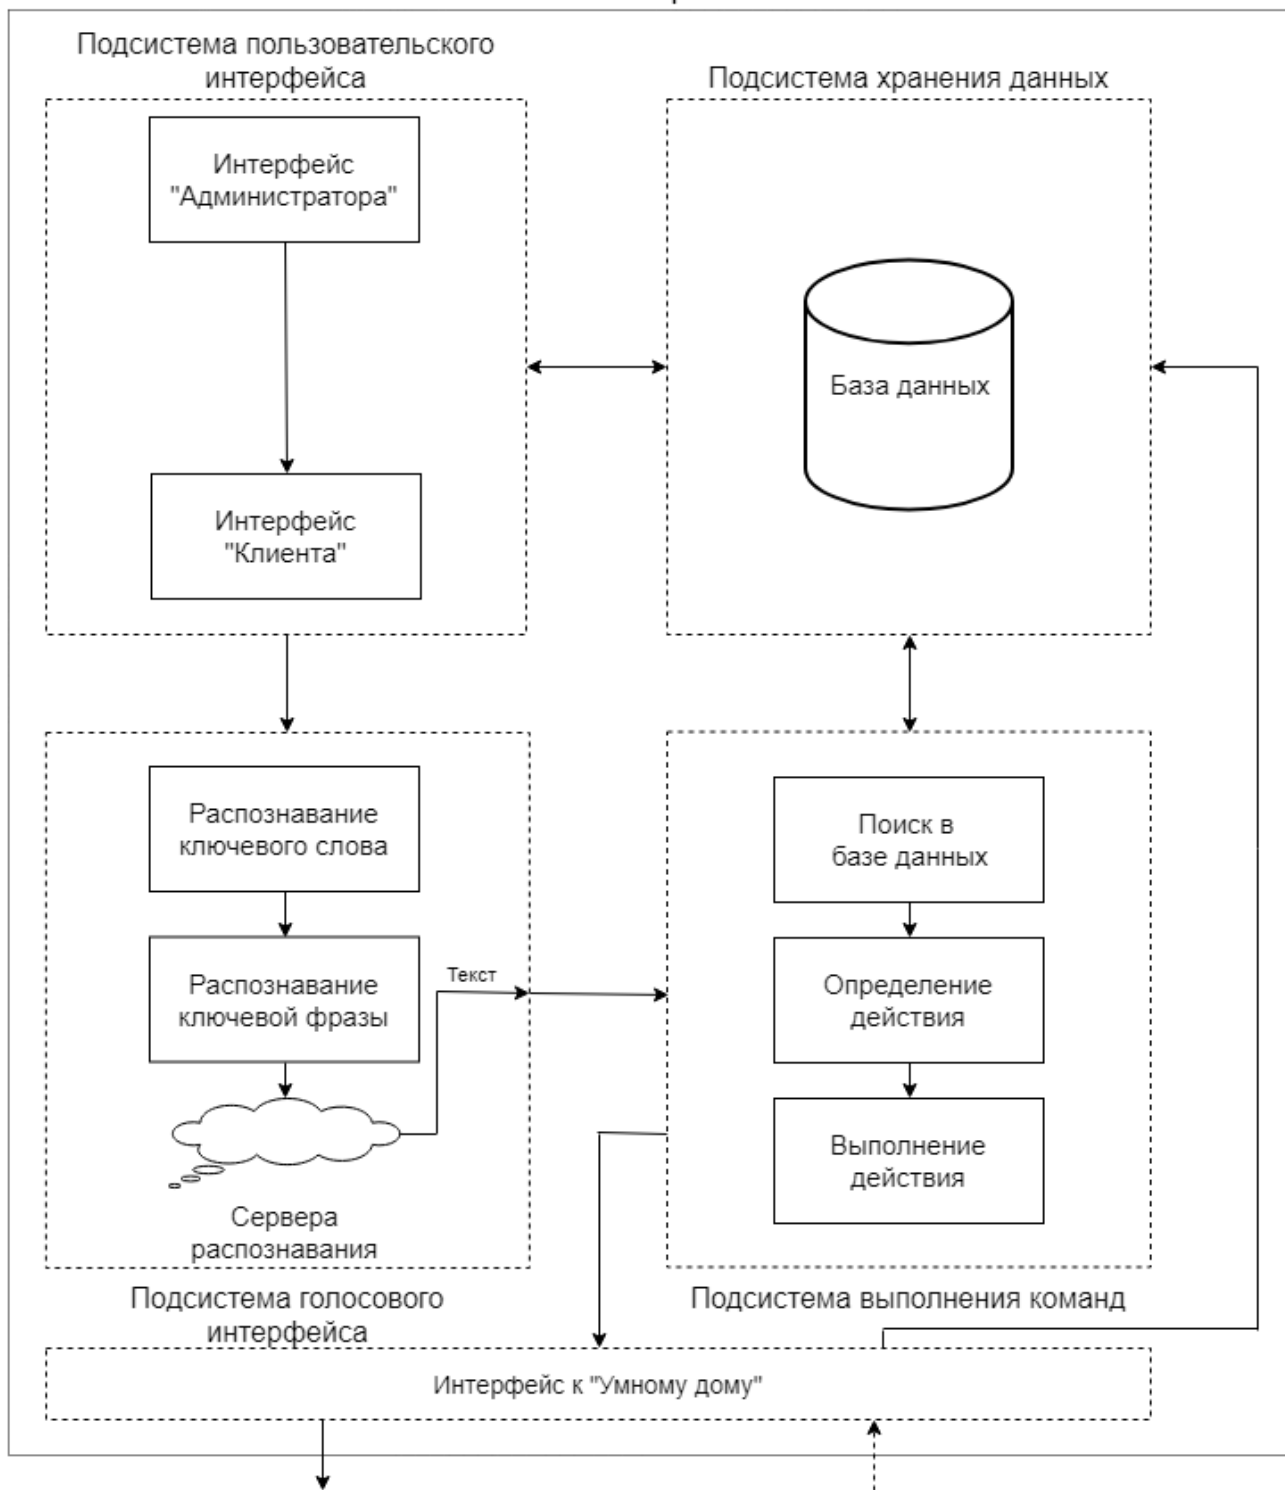 Подсистема пользовательского
интерфейса
Подсистема хранения данных
Интерфейс
"Администратора"
База данных
Интерфейс
"Клиента"
Распознавание
ключевого слова
Поиск в
базе данных
Распознавание
ключевой фразы
Текст
Определение
действия
Выполнение
действия
Сервера
распознавания
Подсистема голосового
интерфейса
Подсистема выполнения команд
Интерфейс к "Умному дому"